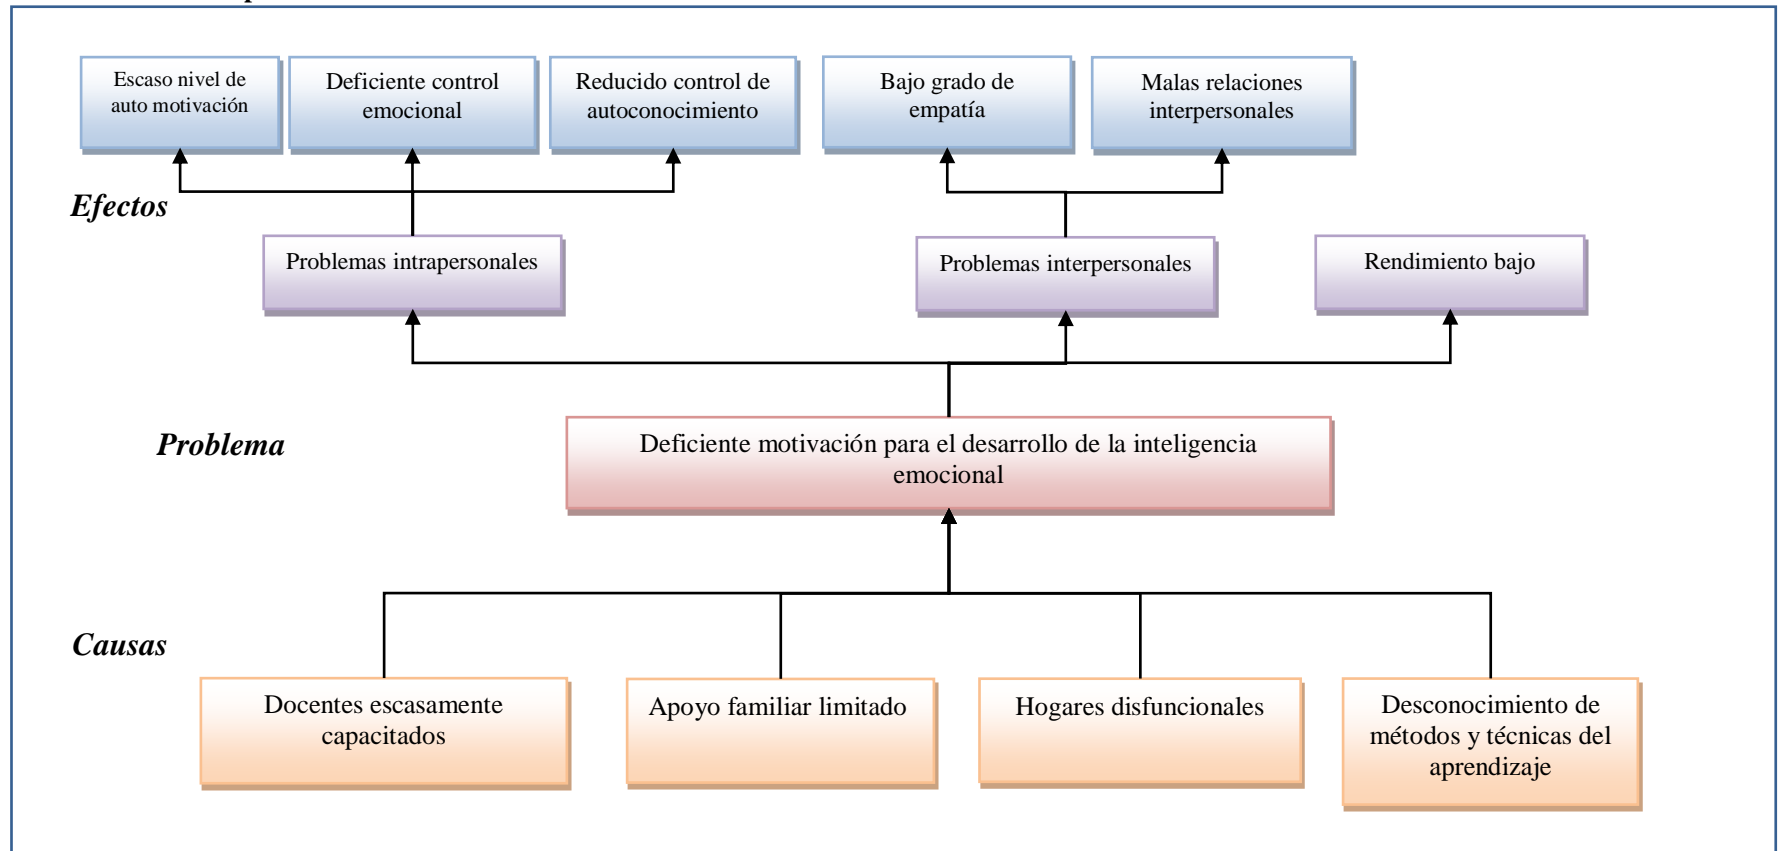 Escaso nivel de
auto motivación
Deficiente control
emocional
Reducido control de
autoconocimiento
Bajo grado de
empatía
Malas relaciones
interpersonales
Efectos
Problemas intrapersonales
Problemas interpersonales
Rendimiento bajo
Problema
Deficiente motivación para el desarrollo de la inteligencia
emocional
Causas
Docentes escasamente
capacitados
Apoyo familiar limitado
Hogares disfuncionales
Desconocimiento de
métodos y técnicas del
aprendizaje